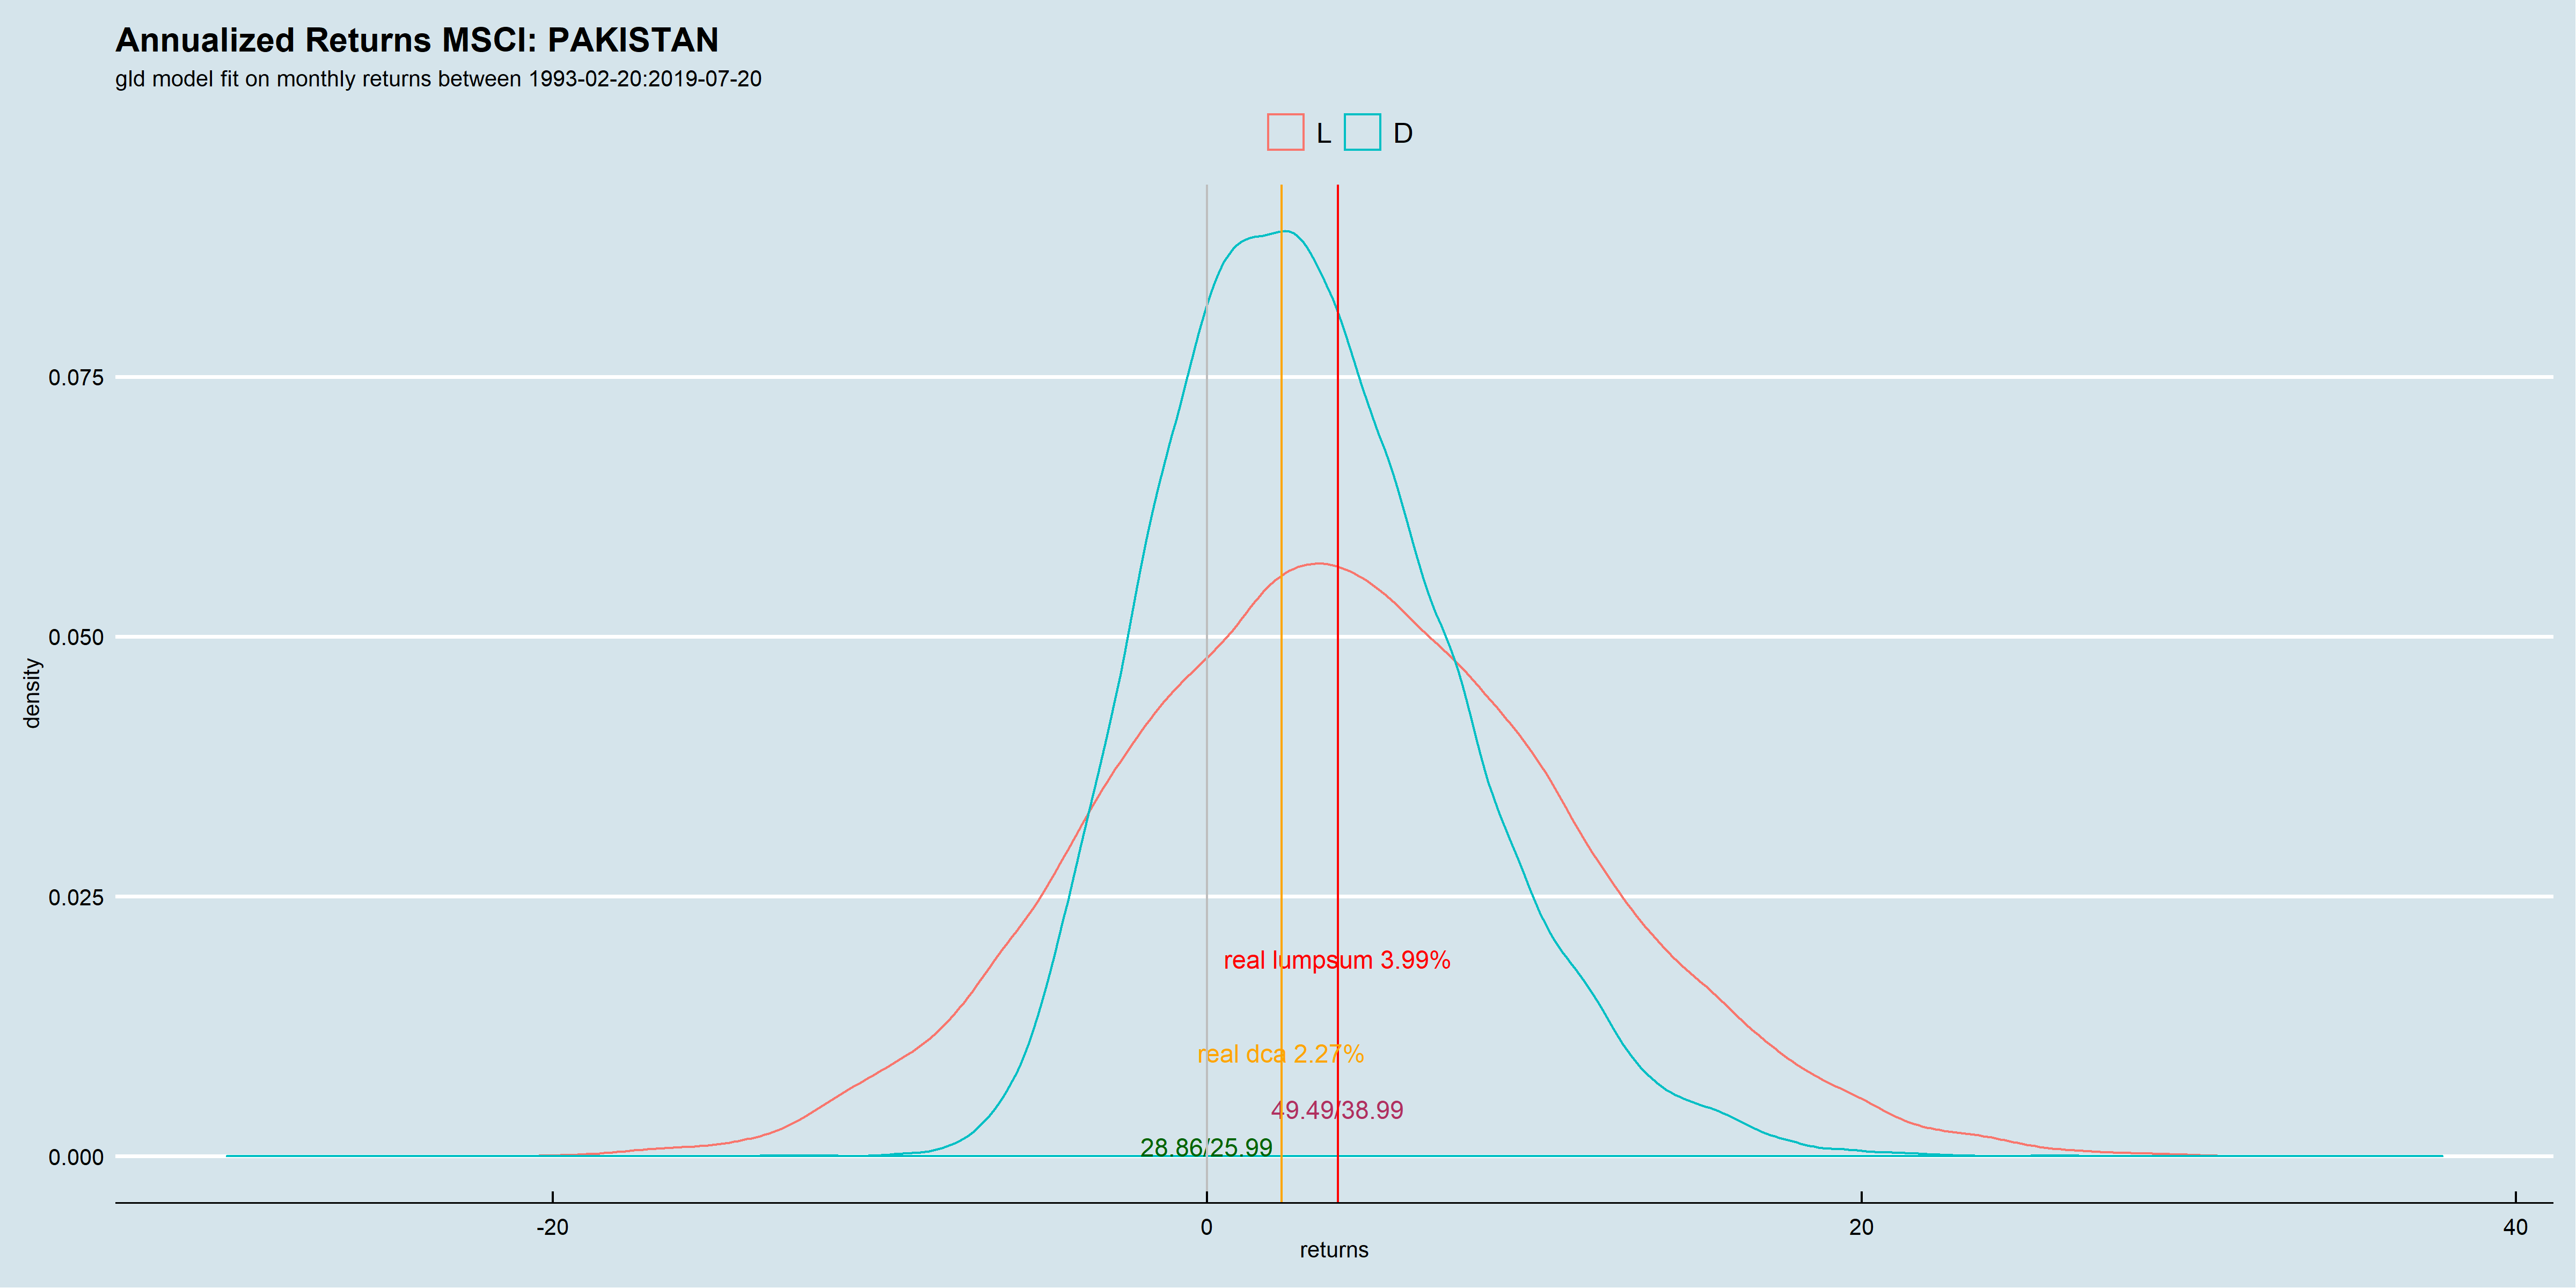 Annualized Returns MSCI: PAKISTAN
gld model fit on monthly returns between 1993-02-20:2019-07-20
L D
0.075
0.050
density
0.025
real lumpsum 3.99%
real dca 2.27%
49.49/38.99
28.86/25.99
0.000
-20 0 20 40
returns